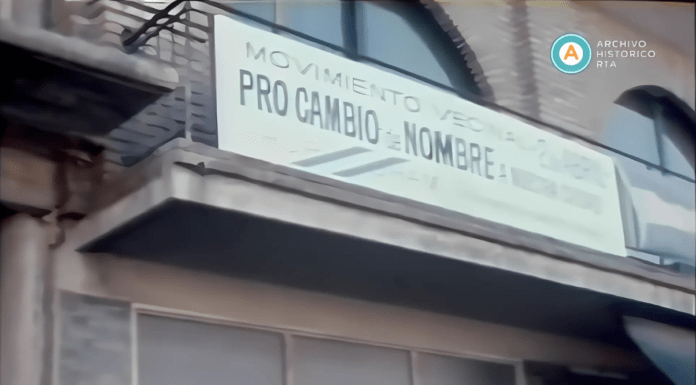 MOVIMIENTO VECINAL
PRO CAMBIO DE NOMBRE A
ARCHIVO
HISTORICO
RTA